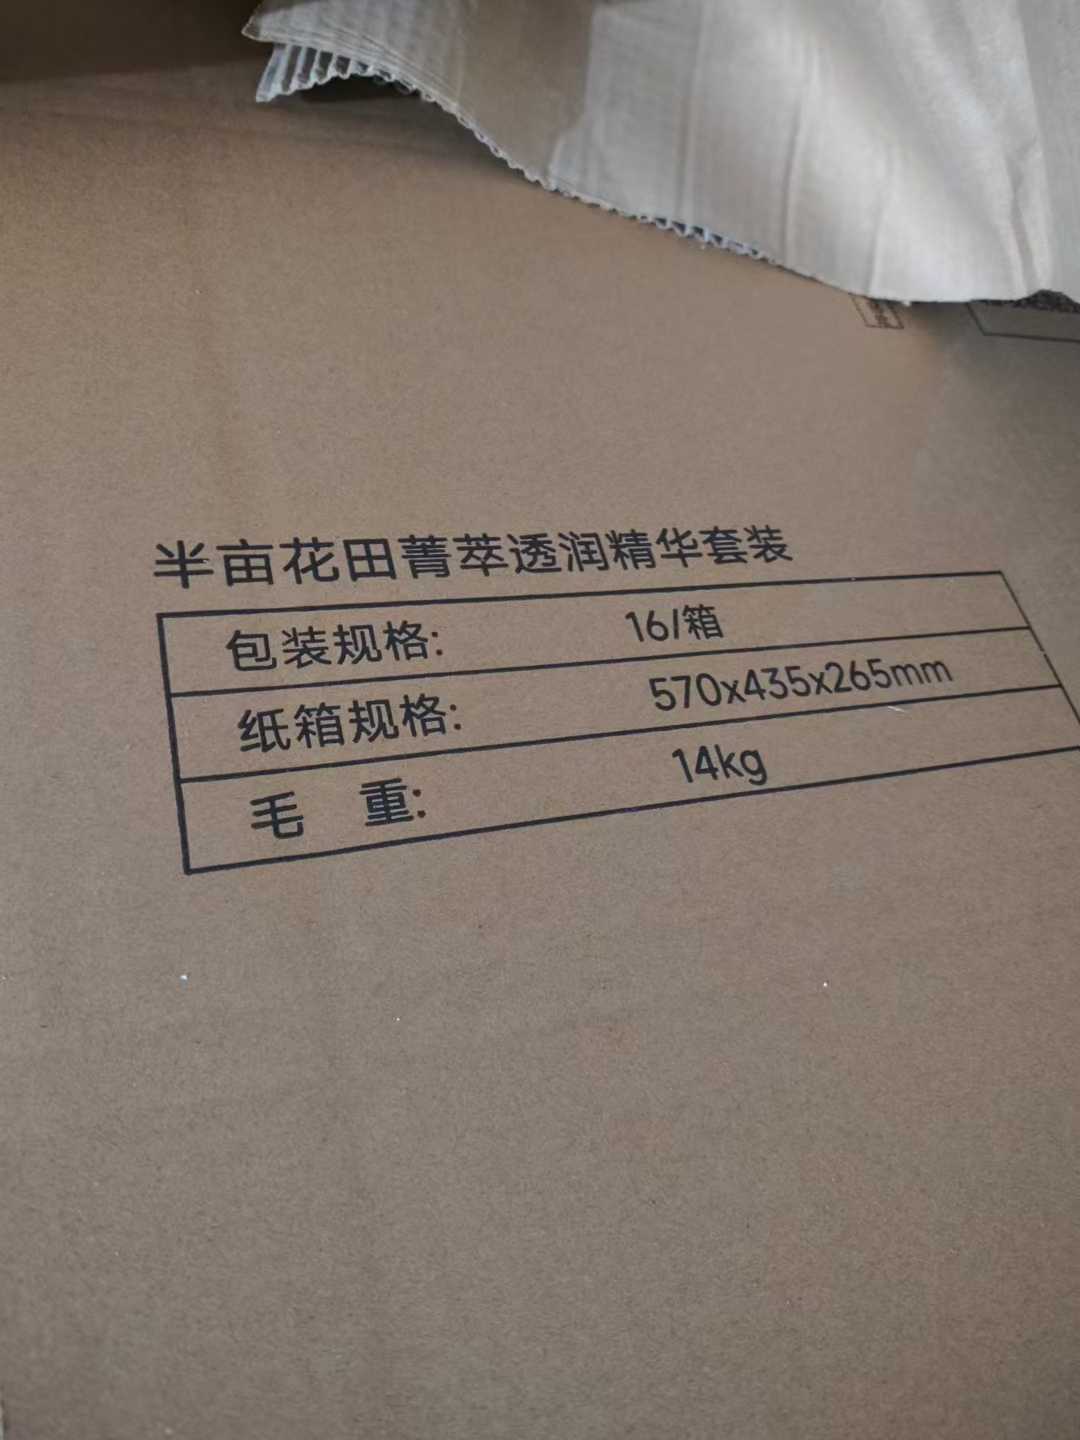 半亩花田菁萃透润精华套装
包装规格: 16/箱
纸箱规格: 570x435x265mm
毛 重: 14kg